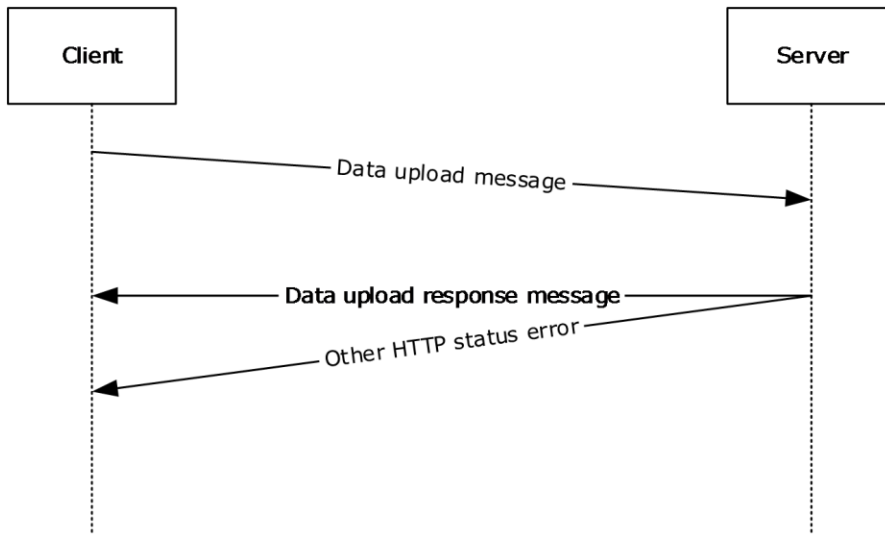 Client
Server
Data upload message
Data upload response message
Other HTTP status error